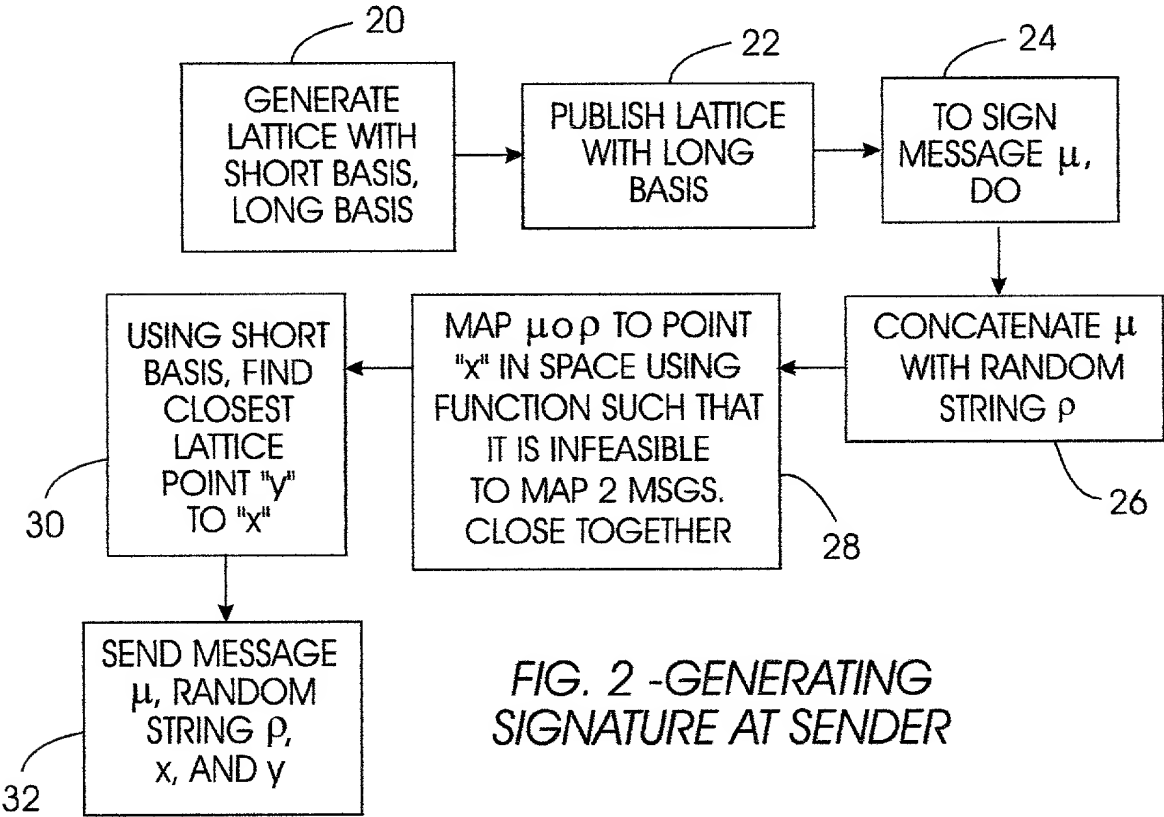 20
GENERATE
LATTICE WITH
SHORT BASIS,
LONG BASIS
22
PUBLISH LATTICE
WITH LONG
BASIS
24
TO SIGN
MESSAGE μ,
DO
CONCATENATE μ
WITH RANDOM
STRING ρ
26
MAP μoρ TO POINT
"x" IN SPACE USING
FUNCTION SUCH THAT
IT IS INFEASIBLE
TO MAP 2 MSGS.
CLOSE TOGETHER
28
USING SHORT
BASIS, FIND
CLOSEST
LATTICE
POINT "y"
TO "x"
30
SEND MESSAGE
μ, RANDOM
STRING ρ,
x, AND y
32
FIG. 2 -GENERATING
SIGNATURE AT SENDER